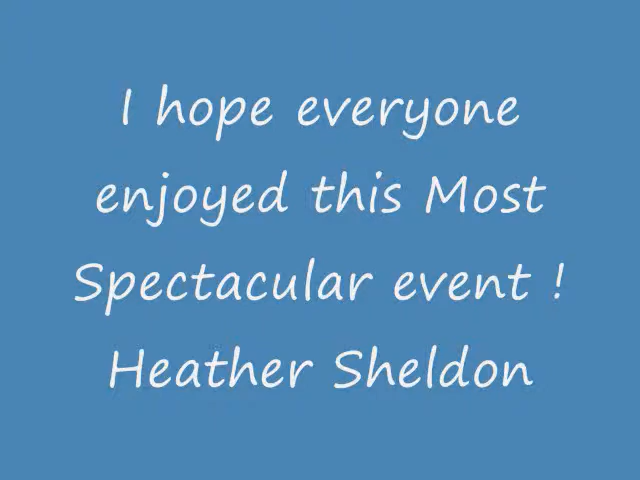 I hope everyone
enjoyed this Most
Spectacular event !
Heather Sheldon